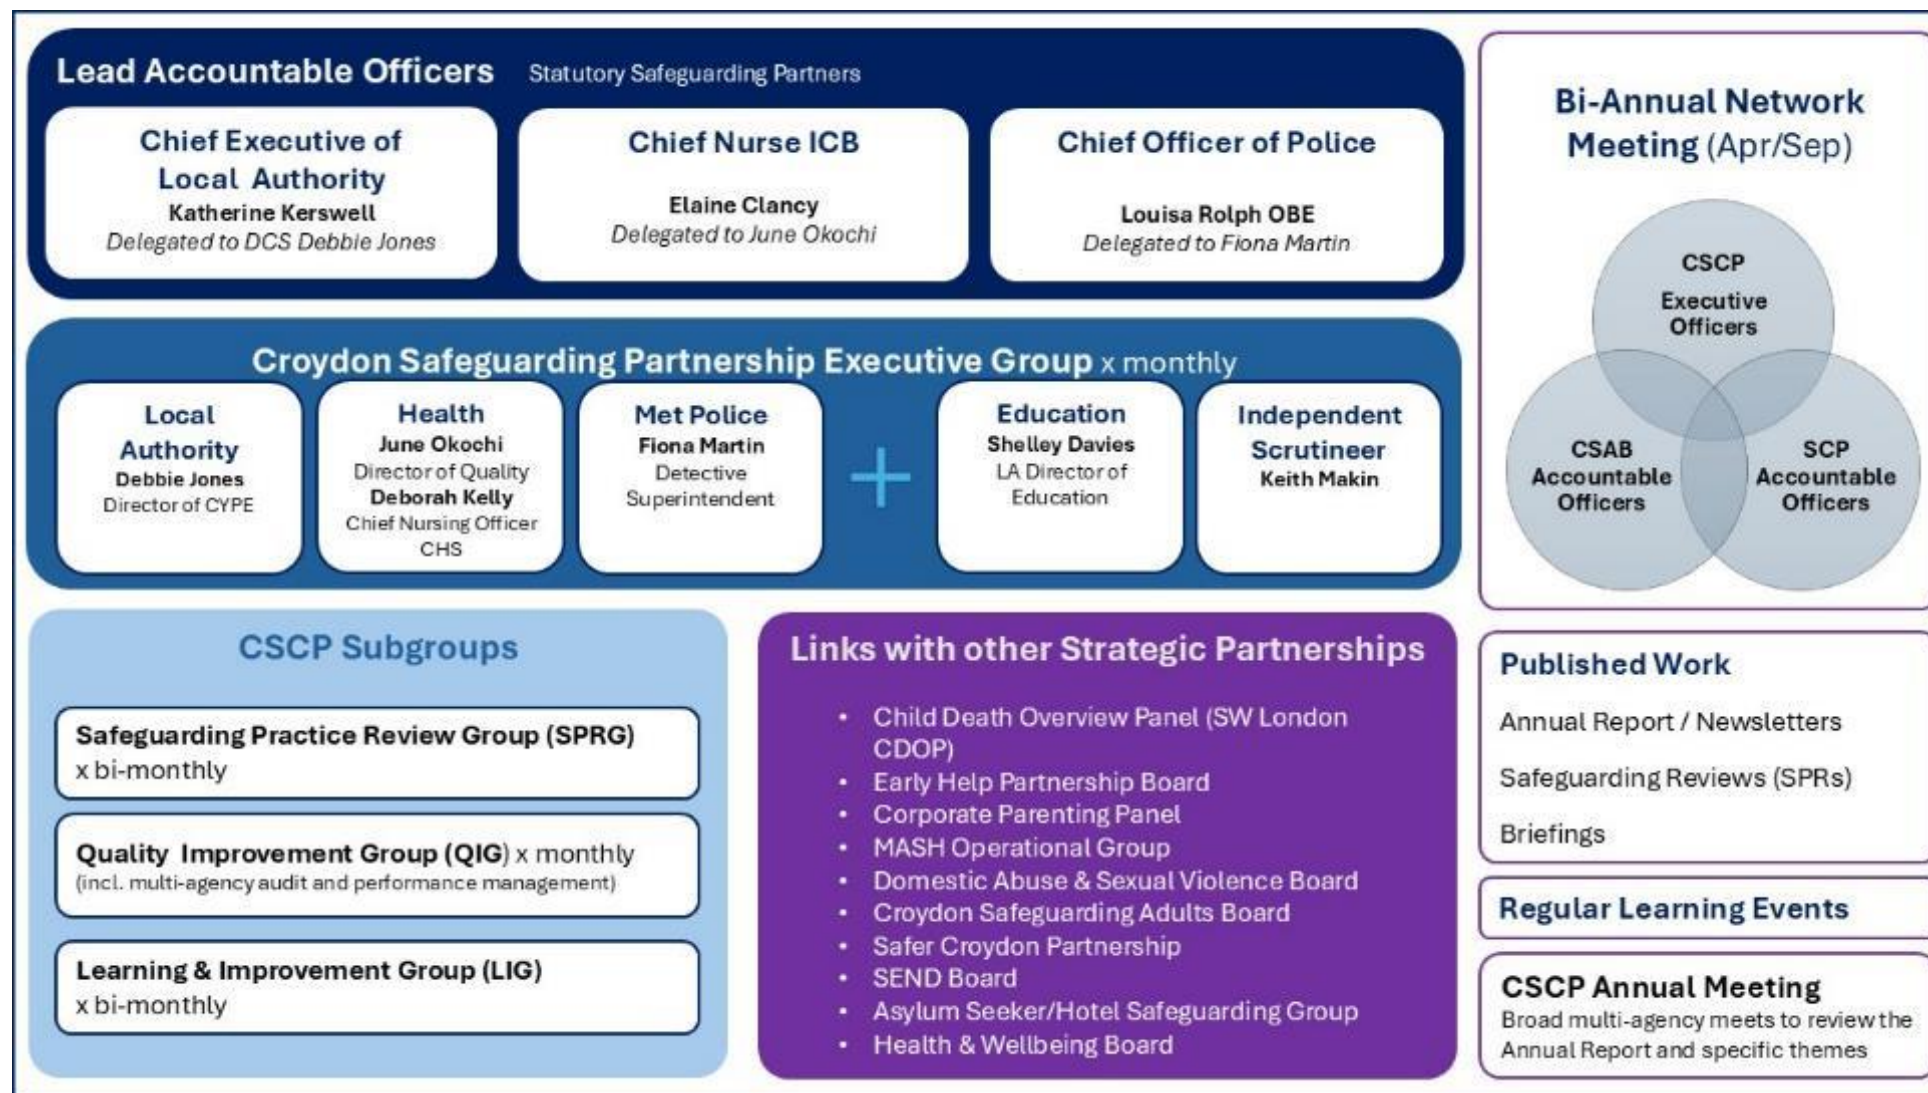 Lead Accountable Officers Statutory Safeguarding Partners
Chief Executive of
Local Authority
Katherine Kerswell
Delegated to DCS Debbie Jones
Chief Nurse ICB
Elaine Clancy
Delegated to June Okochi
Chief Officer of Police
Louisa Rolph OBE
Delegated to Fiona Martin
Croydon Safeguarding Partnership Executive Group x monthly
Local
Authority
Debbie Jones
Director of CYPE
Health
June Okochi
Director of Quality
Deborah Kelly
Chief Nursing Officer
CHS
Met Police
Fiona Martin
Detective
Superintendent
+
Education
Shelley Davies
LA Director of
Education
Independent
Scrutineer
Keith Makin
CSCP Subgroups
Safeguarding Practice Review Group (SPRG)
x bi-monthly
Quality Improvement Group (QIG) x monthly
(incl. multi-agency audit and performance management)
Learning & Improvement Group (LIG)
x bi-monthly
Links with other Strategic Partnerships
• Child Death Overview Panel (SW London
CDOP)
• Early Help Partnership Board
• Corporate Parenting Panel
• MASH Operational Group
• Domestic Abuse & Sexual Violence Board
• Croydon Safeguarding Adults Board
• Safer Croydon Partnership
• SEND Board
• Asylum Seeker/Hotel Safeguarding Group
• Health & Wellbeing Board
Bi-Annual Network
Meeting (Apr/Sep)
CSCP
Executive
Officers
CSAB
Accountable
Officers
SCP
Accountable
Officers
Published Work
Annual Report / Newsletters
Safeguarding Reviews (SPRs)
Briefings
Regular Learning Events
CSCP Annual Meeting
Broad multi-agency meets to review the
Annual Report and specific themes